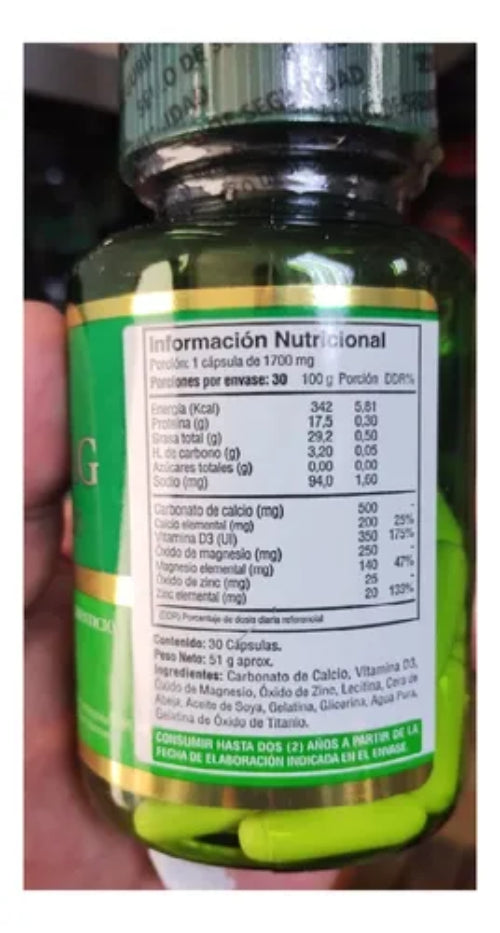 O DE S
IDAD
DE SEG
DAD
G
Información Nutricional
Porción: 1 cápsula de 1700 mg
Porciones por envase: 30 100 g Porción DDR%
Energía (Kcal) 342 5,81
Proteína (g) 17,5 0,30
Grasa total (g) 29,2 0,50
H. de carbono (g) 3,20 0,05
Azúcares totales (g) 0,00 0,00
Sodio (mg) 94,0 1,60
Carbonato de calcio (mg) 500 -
Calcio elemental (mg) 200 25%
Vitamina D3 (UI) 350 175%
Óxido de magnesio (mg) 250 -
Magnesio elemental (mg) 140 47%
Óxido de zinc (mg) 25 -
Zinc elemental (mg) 20 133%
(DDR) Porcentaje de dosis diaria referencial
Contenido: 30 Cápsulas.
Peso Neto: 51 g aprox.
Ingredientes: Carbonato de Calcio, Vitamina D3,
Óxido de Magnesio, Óxido de Zinc, Lecitina, Cera de
Abeja, Aceite de Soya, Gelatina, Glicerina, Agua Pura,
Gelatina de Óxido de Titanio.
CONSUMIR HASTA DOS (2) AÑOS A PARTIR DE LA
FECHA DE ELABORACIÓN INDICADA EN EL ENVASE.